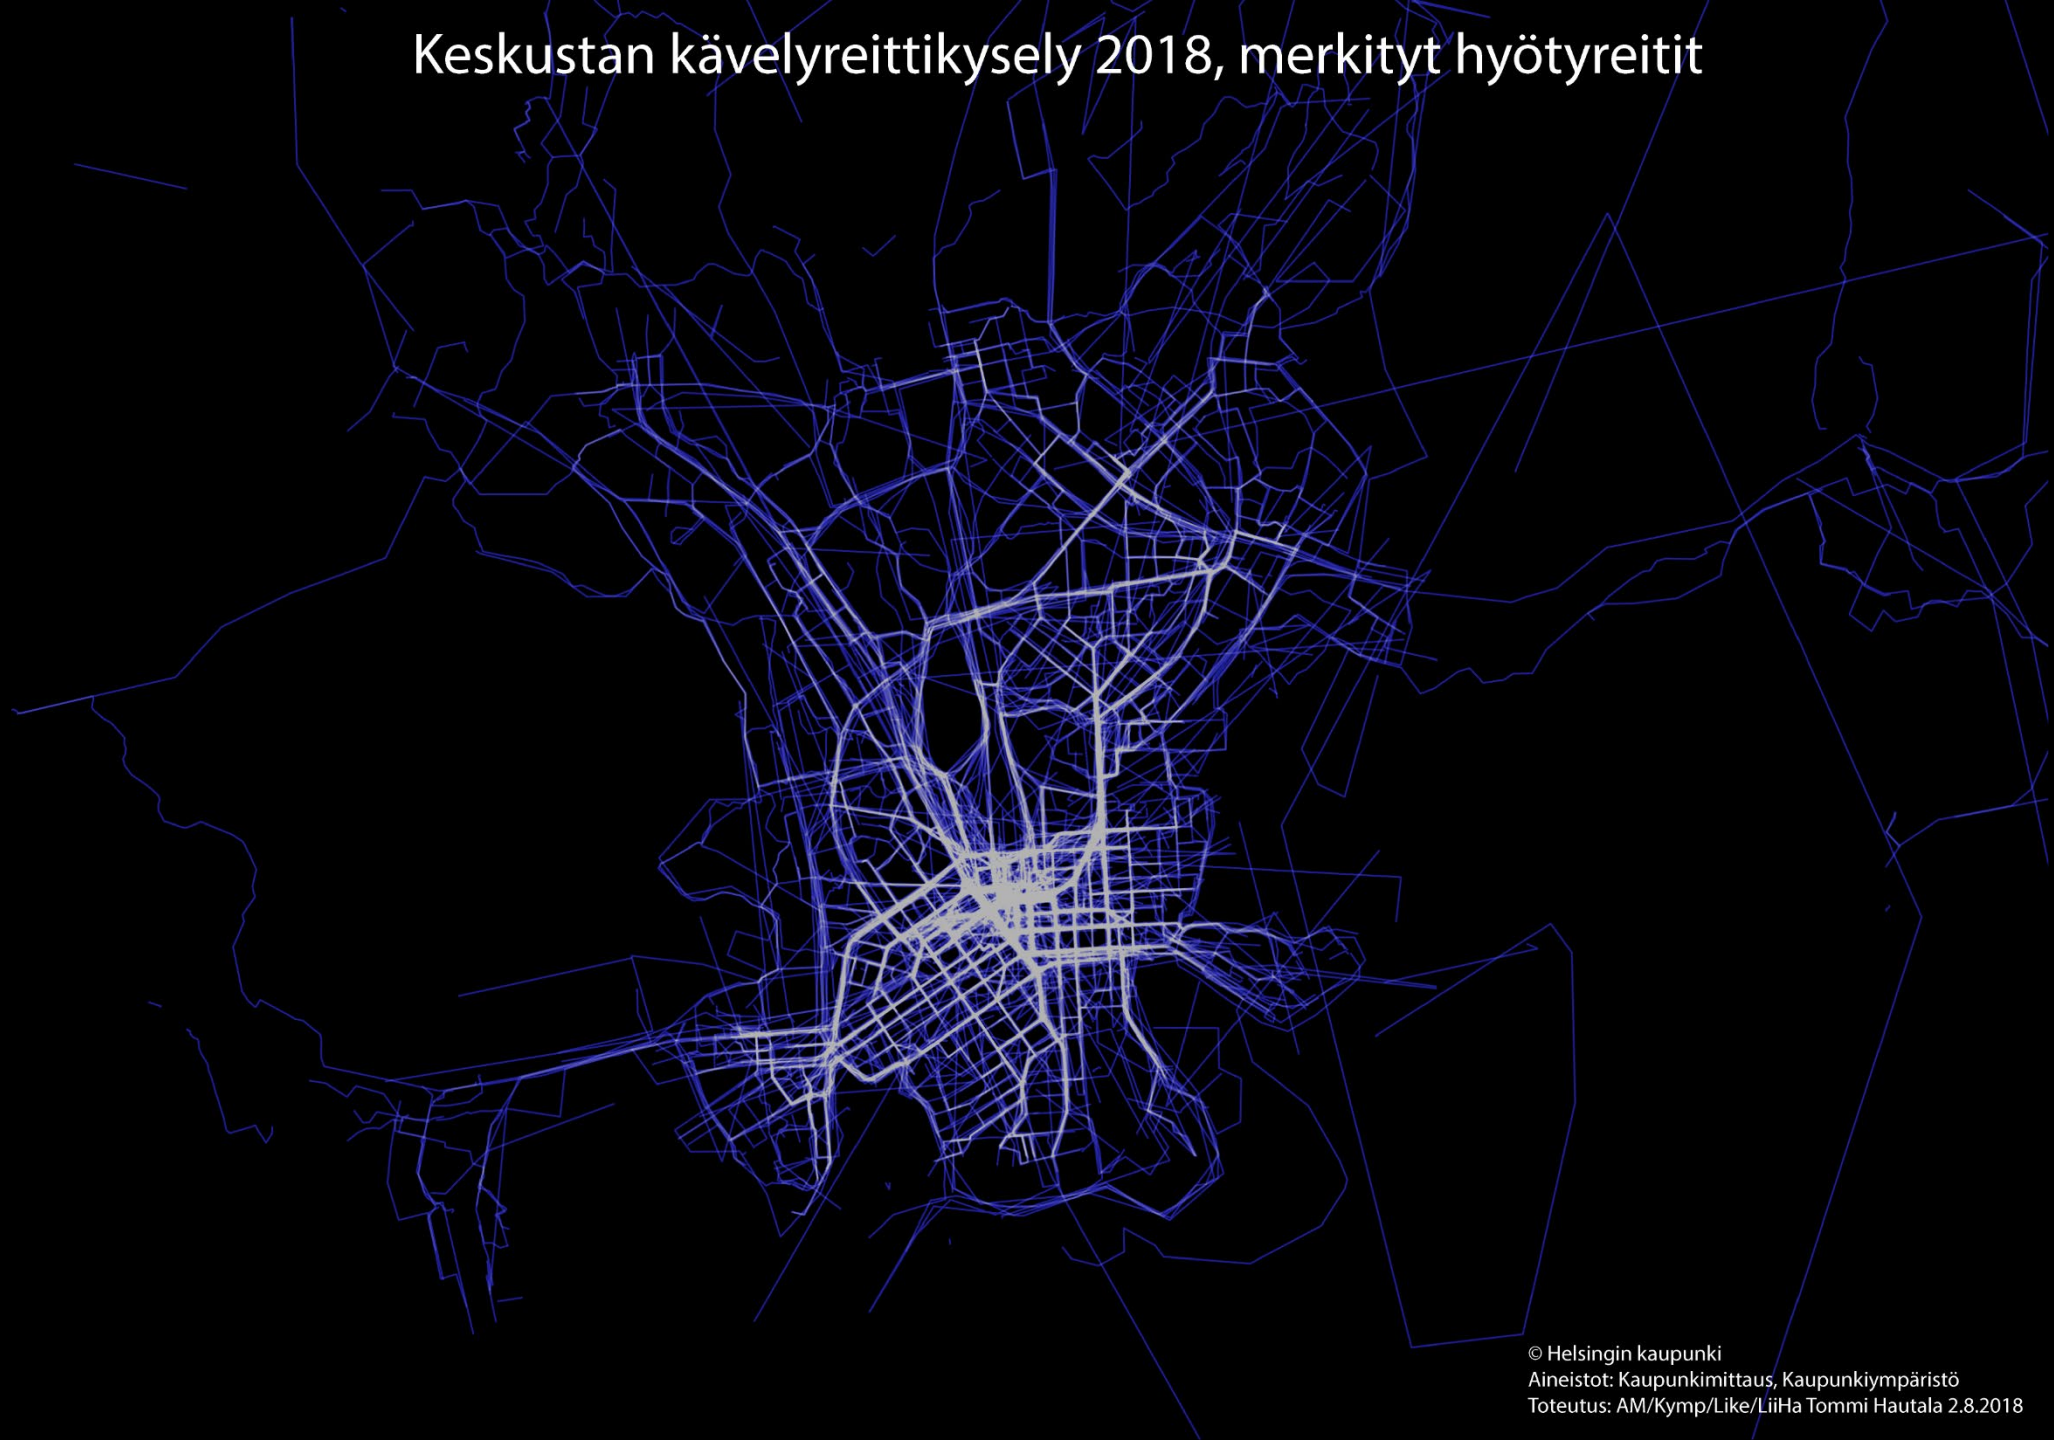 Keskustan kävelyreittikysely 2018, merkityt hyötyreitit
© Helsingin kaupunki
Aineistot: Kaupunkimittaus, Kaupunkiympäristö
Toteutus: AM/Kymp/Like/LiiHa Tommi Hautala 2.8.2018